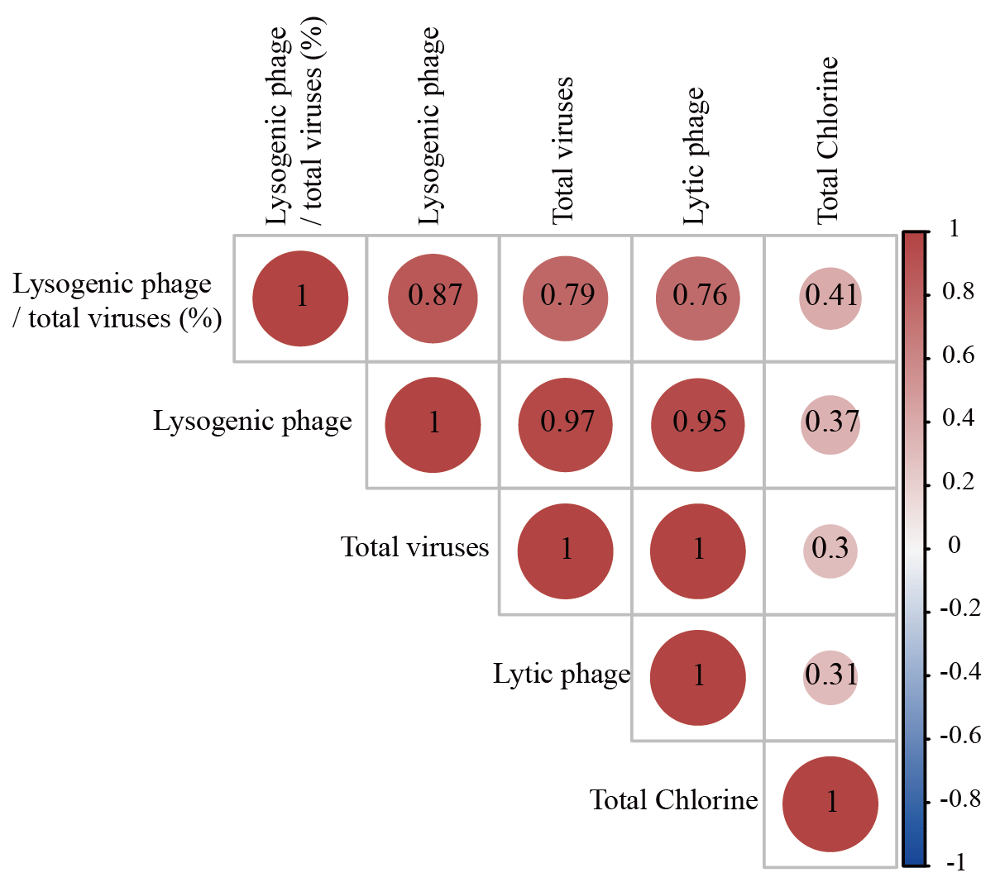 Lysogenic phage
/ total viruses (%)
Lysogenic phage
Total viruses
Lytic phage
Total Chlorine
Lysogenic phage
/ total viruses (%)
1
0.87
0.79
0.76
0.41
Lysogenic phage
1
0.97
0.95
0.37
Total viruses
1
1
0.3
Lytic phage
1
0.31
Total Chlorine
1
1
0.8
0.6
0.4
0.2
0
-0.2
-0.4
-0.6
-0.8
-1